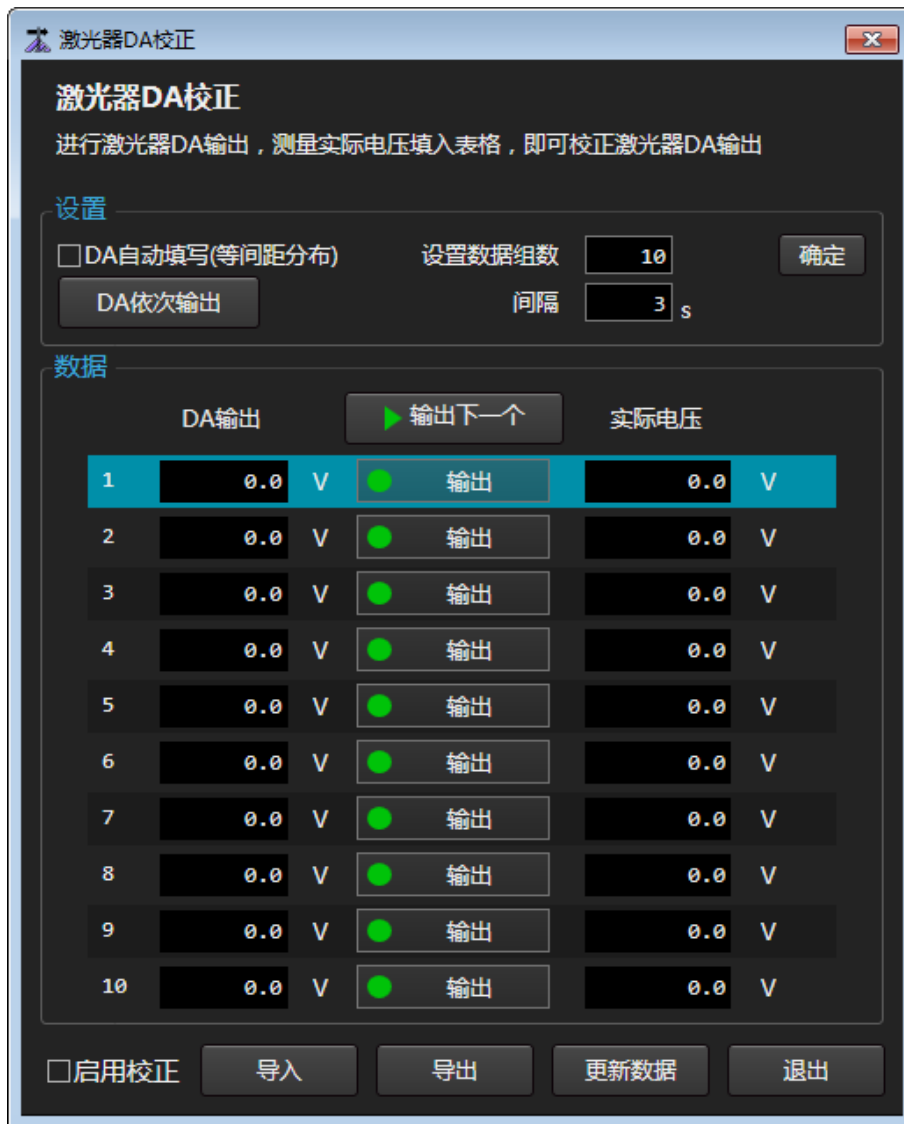 激光器DA校正
激光器DA校正
进行激光器DA输出，测量实际电压填入表格，即可校正激光器DA输出
设置
DA自动填写(等间距分布) 设置数据组数 10 确定
DA依次输出 间隔 3 s
数据
DA输出 输出下一个 实际电压
1 0.0 V 输出 0.0 V
2 0.0 V 输出 0.0 V
3 0.0 V 输出 0.0 V
4 0.0 V 输出 0.0 V
5 0.0 V 输出 0.0 V
6 0.0 V 输出 0.0 V
7 0.0 V 输出 0.0 V
8 0.0 V 输出 0.0 V
9 0.0 V 输出 0.0 V
10 0.0 V 输出 0.0 V
启用校正 导入 导出 更新数据 退出